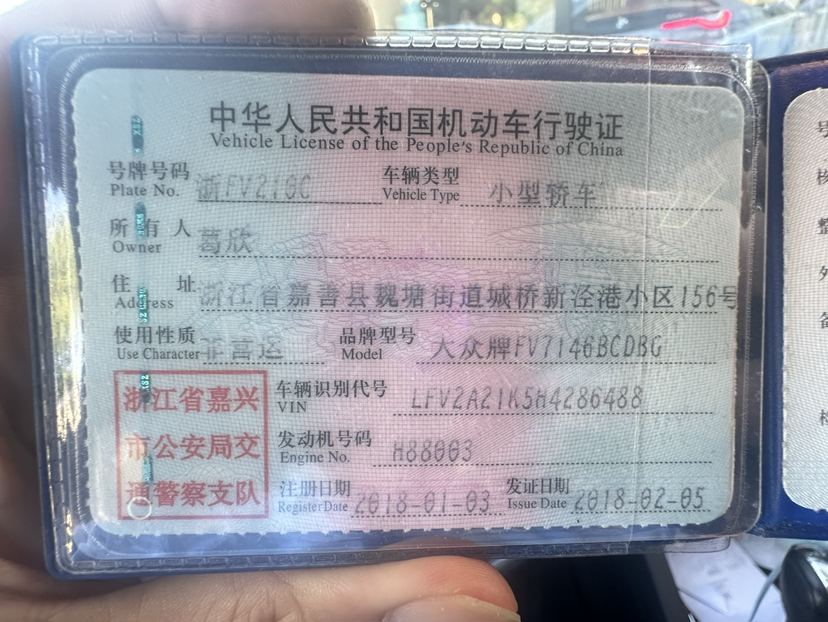 中华人民共和国机动车行驶证
Vehicle License of the People's Republic of China
号牌号码 浙FV210C 车辆类型 小型轿车
Plate No. Vehicle Type
所有人 葛欣
Owner
住址 浙江省嘉善县魏塘街道城桥新泾港小区156号
Address
使用性质 非营运 品牌型号 大众牌FV7146BCDBG
Use Character Model
浙江省嘉兴 车辆识别代号 LFV2A21K5H4286488
VIN
市公安局交 发动机号码 H88003
Engine No.
通警察支队 注册日期 2018-01-03 发证日期 2018-02-05
Register Date Issue Date